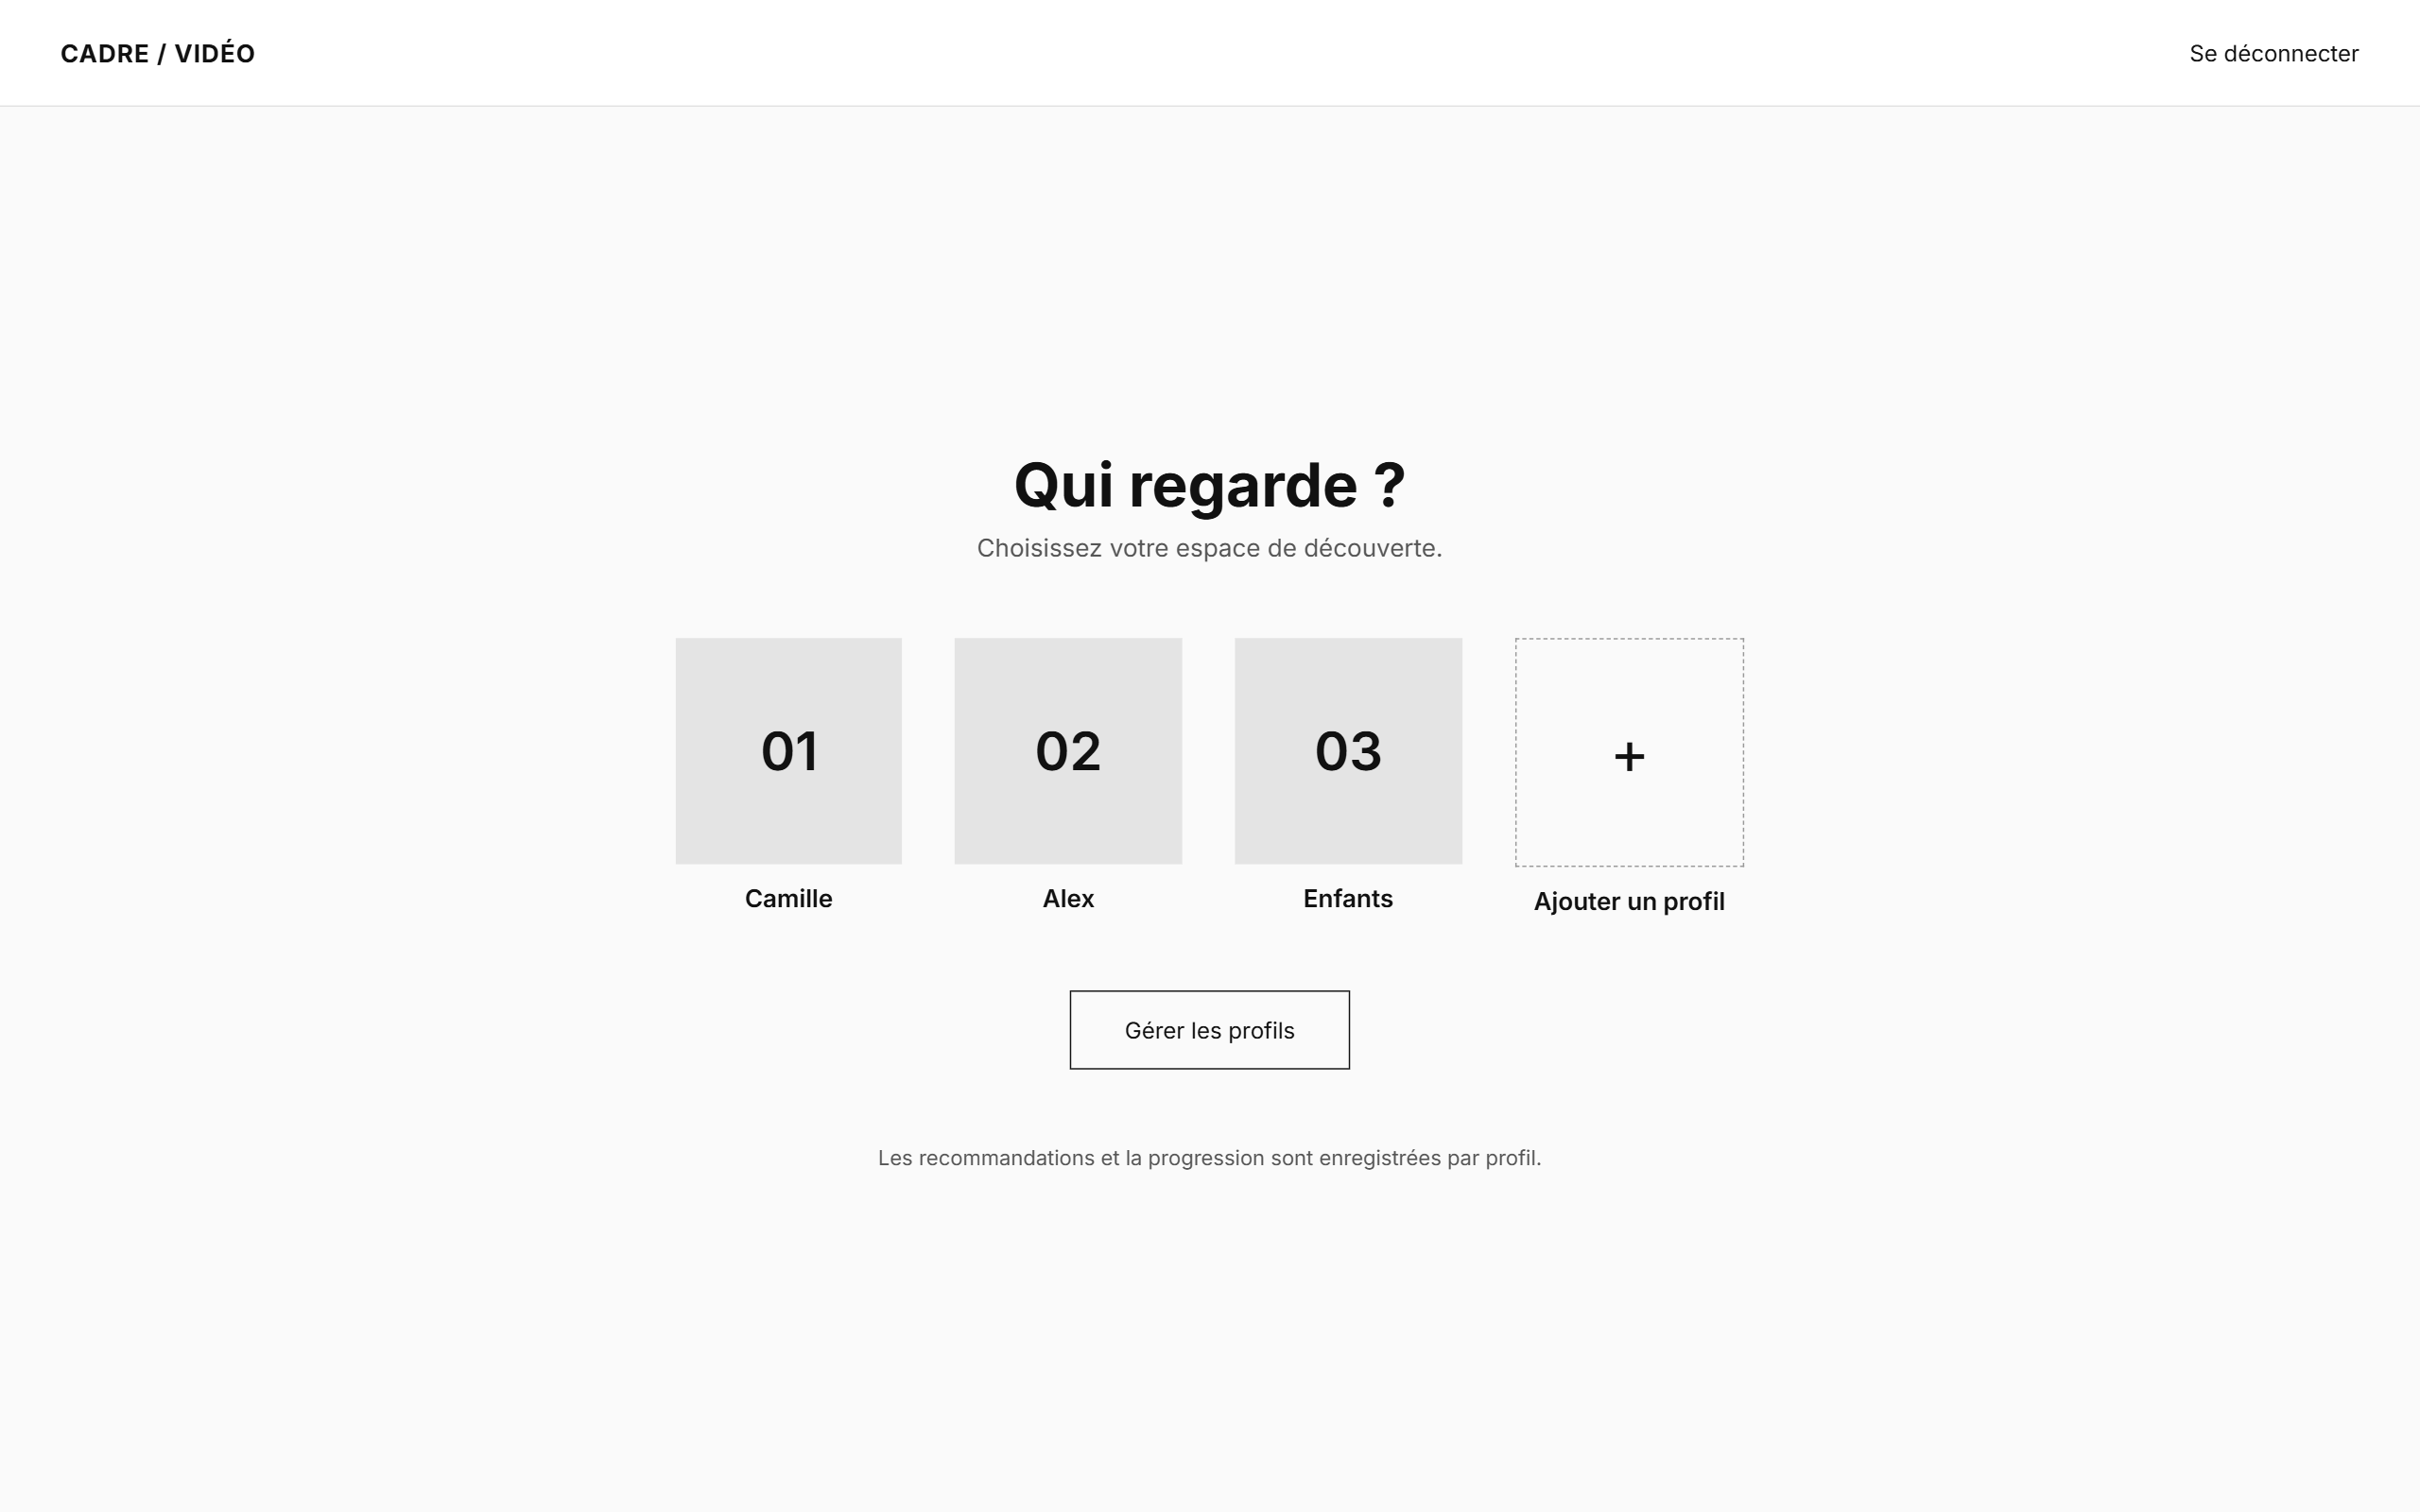 CADRE / VIDÉO
Se déconnecter
Qui regarde ?
Choisissez votre espace de découverte.
01
02
03
+
Camille
Alex
Enfants
Ajouter un profil
Gérer les profils
Les recommandations et la progression sont enregistrées par profil.